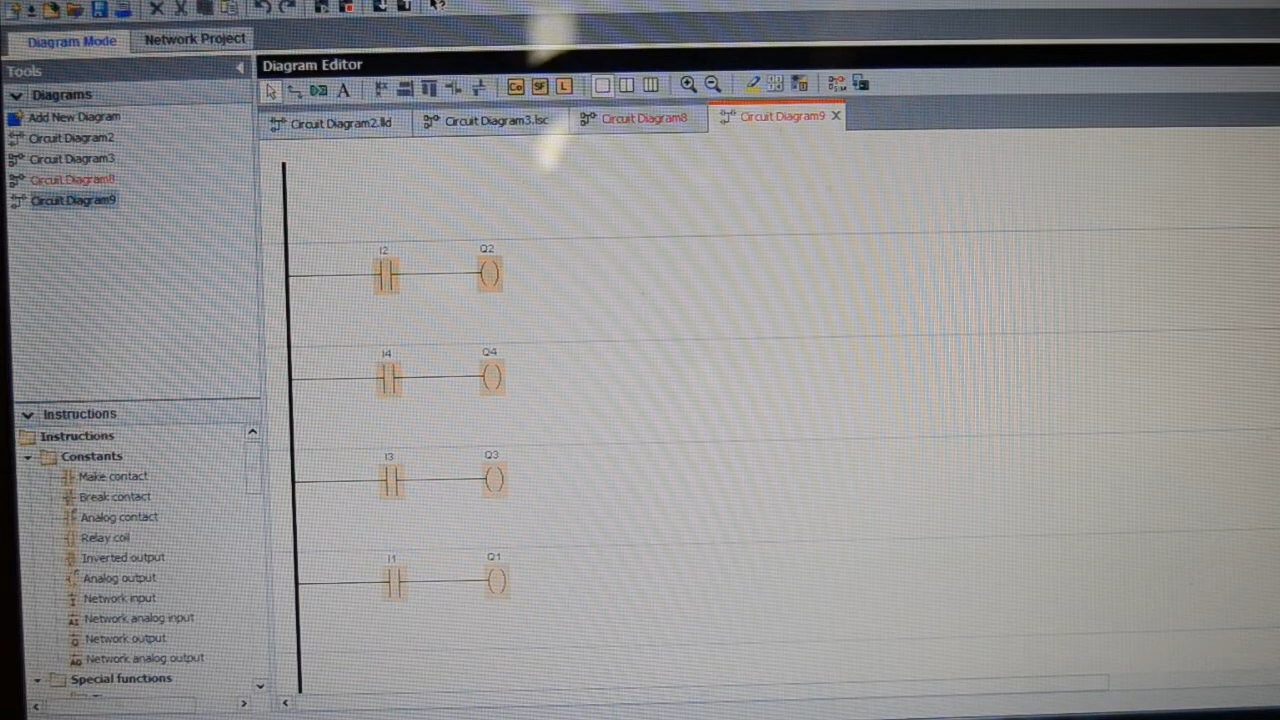 Diagram Mode
Network Project
Tools
Diagrams
Add New Diagram
Circuit Diagram2
Circuit Diagram3
Circuit Diagram8
Circuit Diagram9
Instructions
Instructions
Constants
Make contact
Break contact
Analog contact
Relay coil
Inverted output
Analog output
Network input
Network analog input
Network output
Network analog output
Special functions
Diagram Editor
A
Co
SF
L
Circuit Diagram2.lld
Circuit Diagram3.lsc
Circuit Diagram8
Circuit Diagram9
I2
Q2
I4
Q4
I3
Q3
I1
Q1